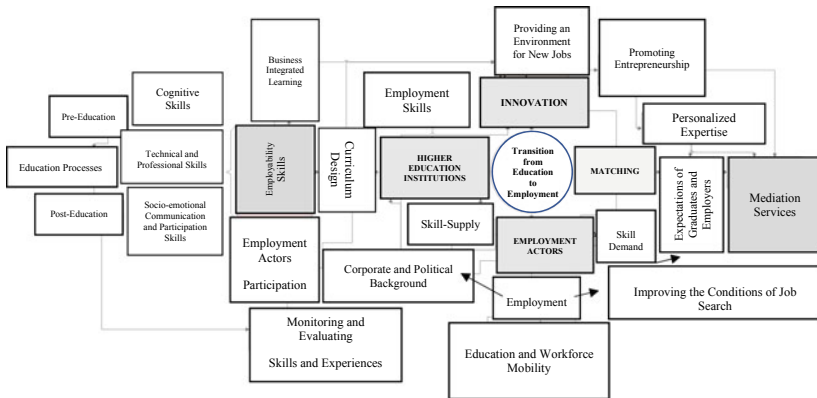 Providing an
Environment
for New Jobs
Promoting
Entrepreneurship
Business
Integrated
Learning
Employment
Skills
INNOVATION
Cognitive
Skills
Pre-Education
Personalized
Expertise
Technical and
Professional Skills
Education Processes
Employability
Skills
Curriculum
Design
HIGHER
EDUCATION
INSTITUTIONS
Transition
from
Education
to
Employment
MATCHING
Expectations of
Graduates and
Employers
Mediation
Services
Post-Education
Socio-emotional
Communication
and Participation
Skills
Employment
Actors
Participation
Skill-Supply
EMPLOYMENT
ACTORS
Skill
Demand
Corporate and Political
Background
Employment
Improving the Conditions of Job
Search
Monitoring and
Evaluating
Skills and Experiences
Education and Workforce
Mobility